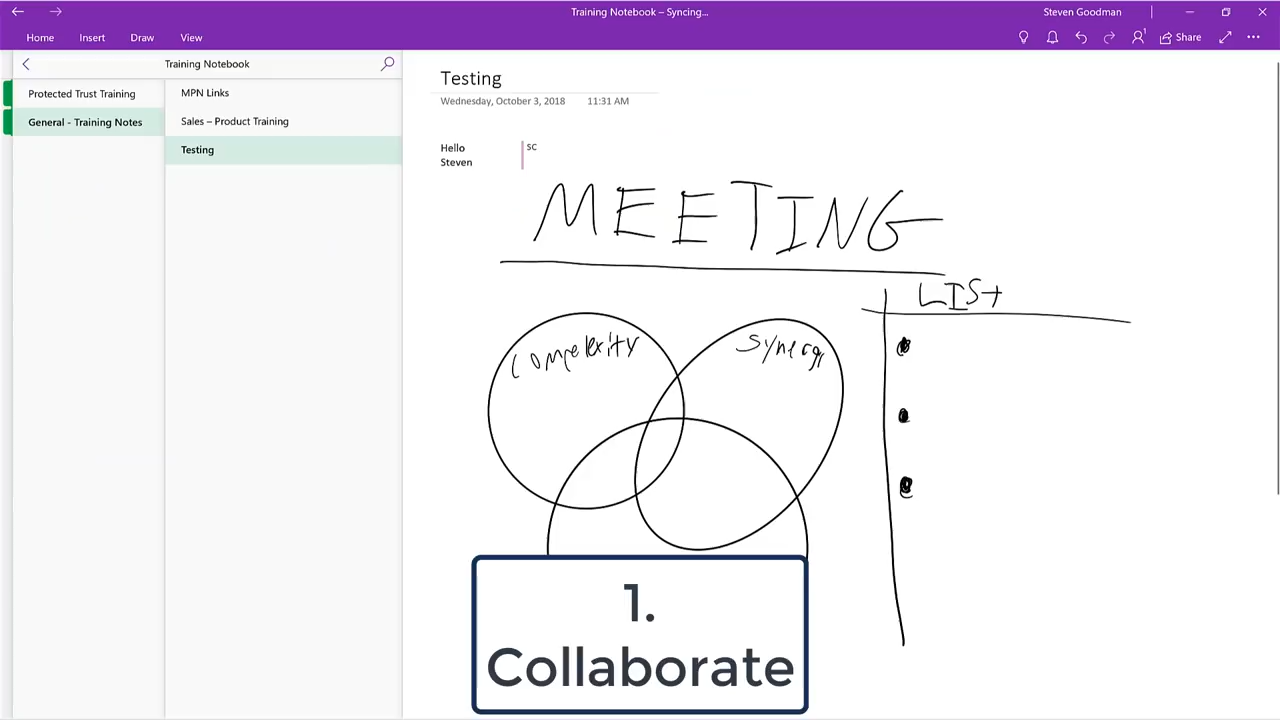 Training Notebook – Syncing...
Steven Goodman
Home
Insert
Draw
View
Share
Training Notebook
Protected Trust Training
General - Training Notes
MPN Links
Sales – Product Training
Testing
Testing
Wednesday, October 3, 2018
11:31 AM
Hello
Steven
SC
MEETING
LIST
Compelexity
Synergy
1.
Collaborate